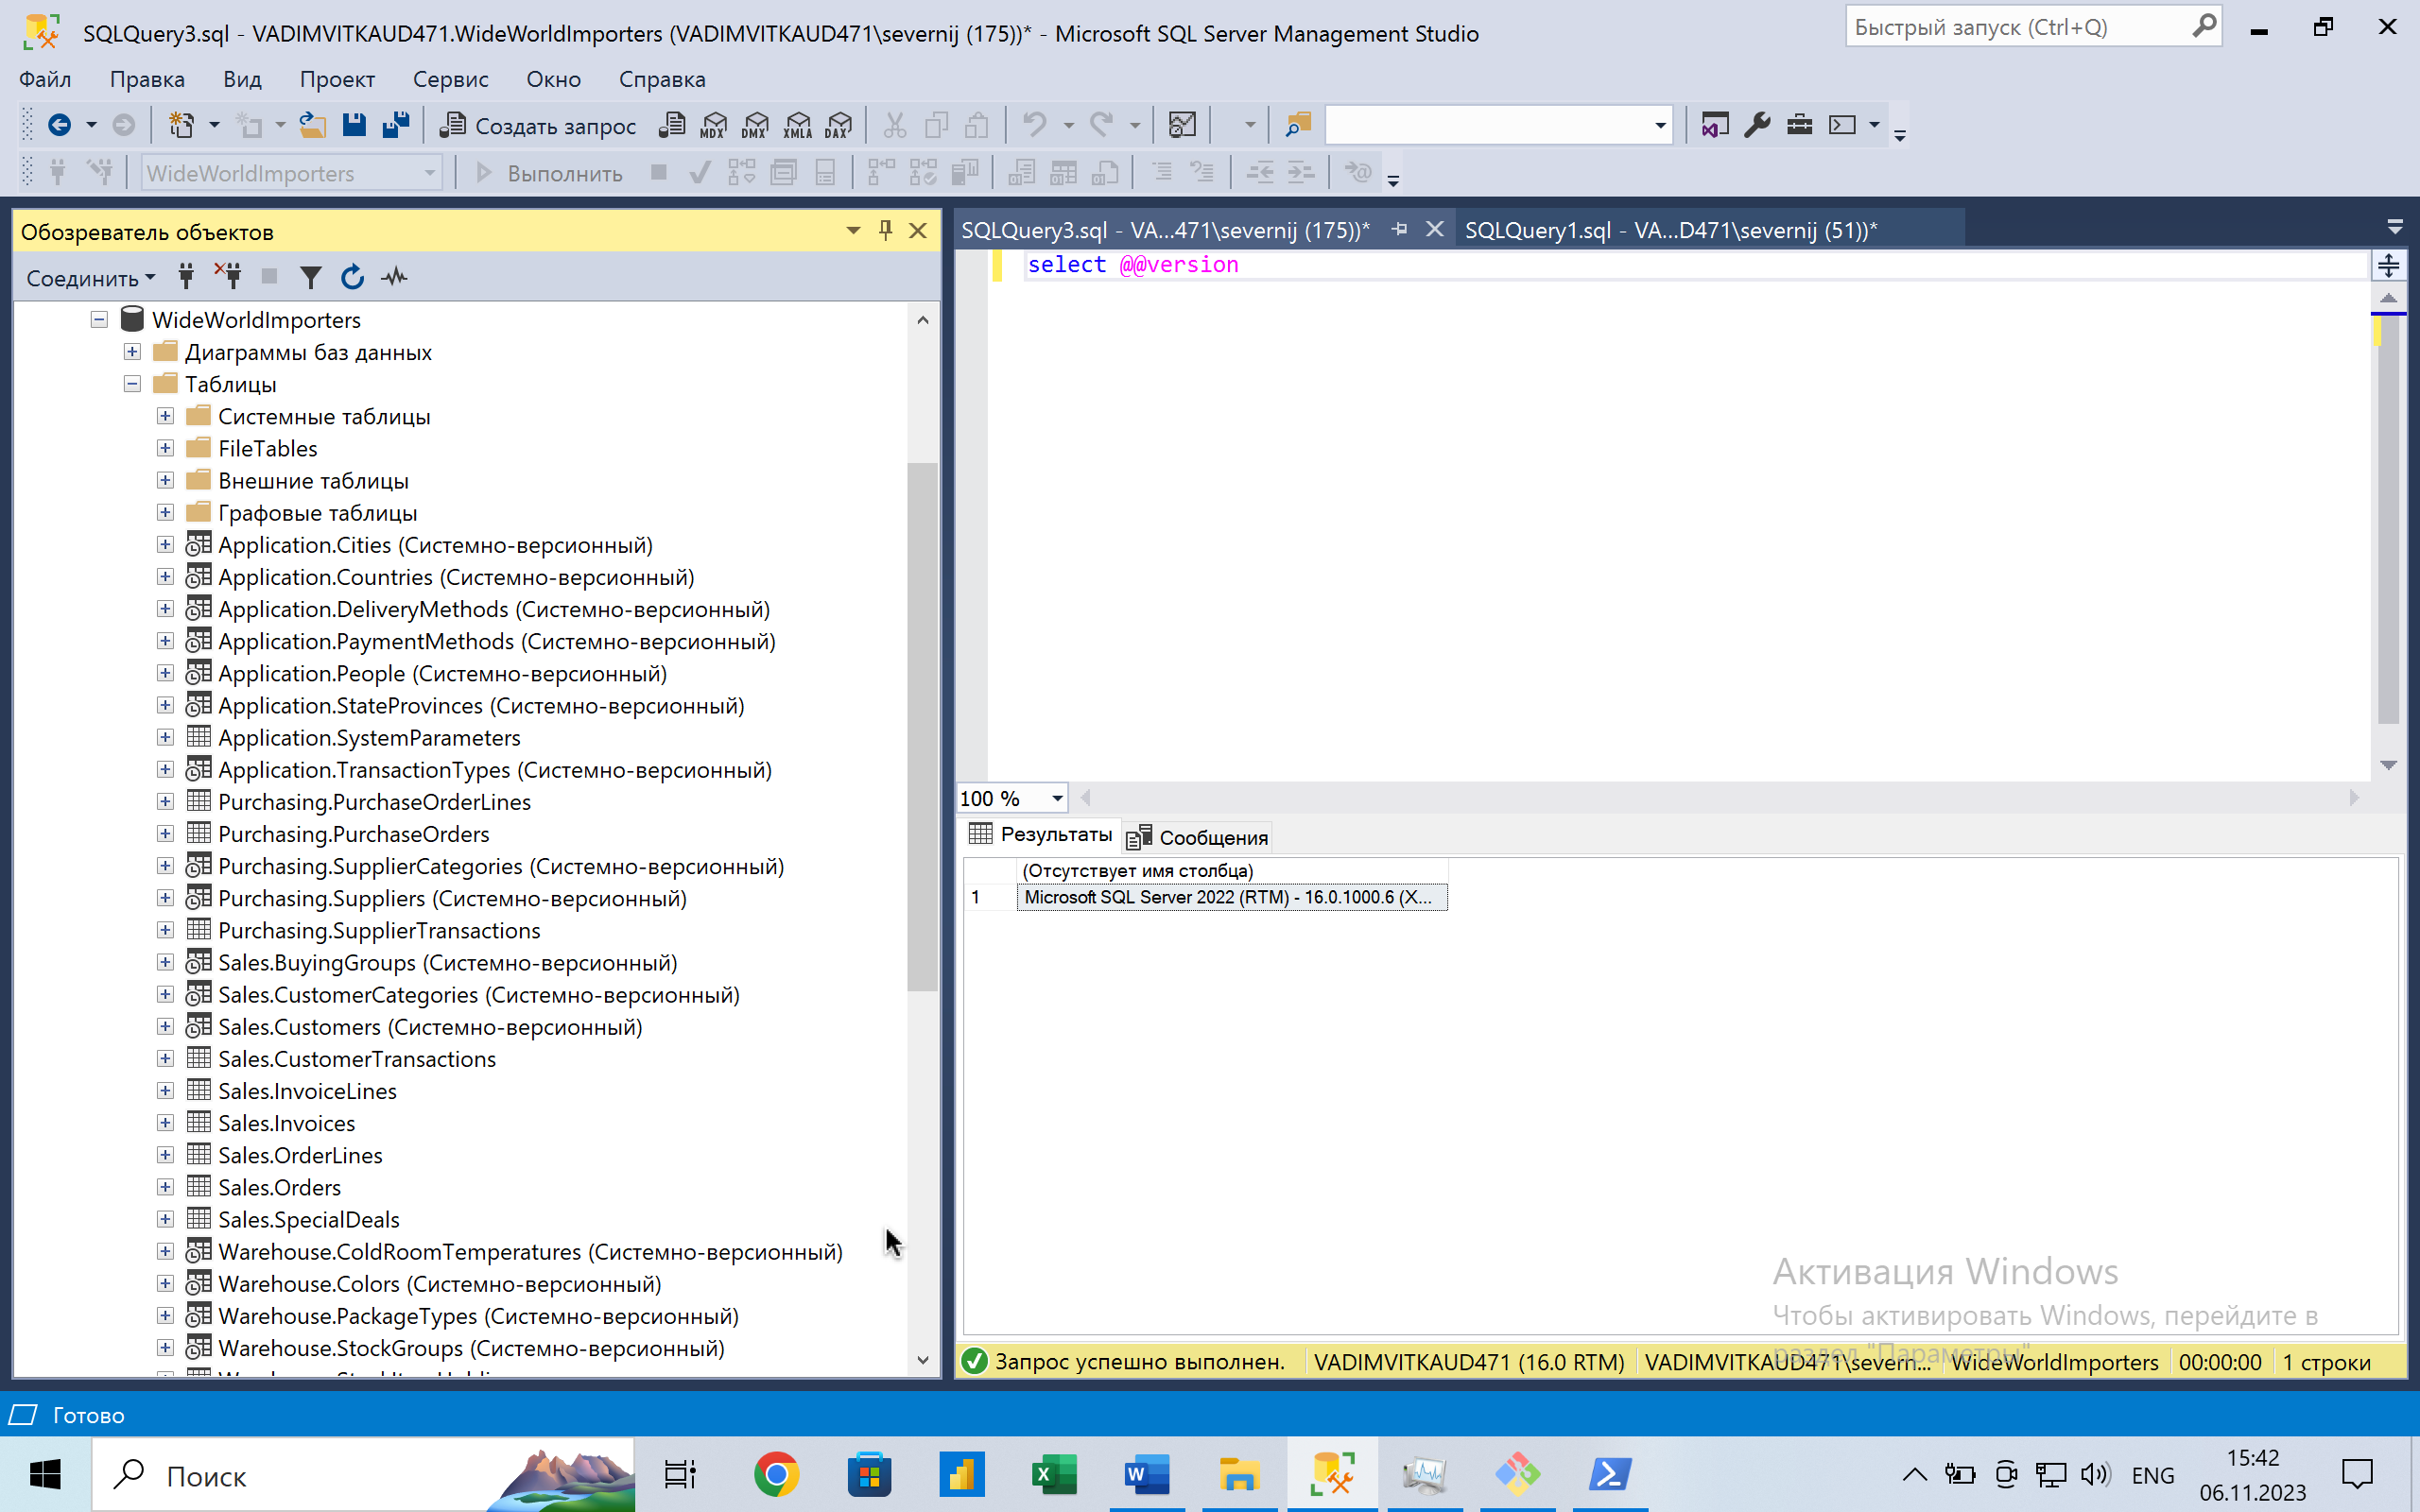 SQLQuery3.sql - VADIMVITKAUD471.WideWorldImporters (VADIMVITKAUD471\severnij (175))* - Microsoft SQL Server Management Studio
Быстрый запуск (Ctrl+Q)
Файл Правка Вид Проект Сервис Окно Справка
Создать запрос MDX DMX XMLA DAX
WideWorldImporters Выполнить
Обозреватель объектов
SQLQuery3.sql - VA...471\severnij (175))* SQLQuery1.sql - VA...D471\severnij (51))*
Соединить
select @@version
WideWorldImporters
Диаграммы баз данных
Таблицы
Системные таблицы
FileTables
Внешние таблицы
Графовые таблицы
Application.Cities (Системно-версионный)
Application.Countries (Системно-версионный)
Application.DeliveryMethods (Системно-версионный)
Application.PaymentMethods (Системно-версионный)
Application.People (Системно-версионный)
Application.StateProvinces (Системно-версионный)
Application.SystemParameters
Application.TransactionTypes (Системно-версионный)
Purchasing.PurchaseOrderLines
Purchasing.PurchaseOrders
Purchasing.SupplierCategories (Системно-версионный)
Purchasing.Suppliers (Системно-версионный)
Purchasing.SupplierTransactions
Sales.BuyingGroups (Системно-версионный)
Sales.CustomerCategories (Системно-версионный)
Sales.Customers (Системно-версионный)
Sales.CustomerTransactions
Sales.InvoiceLines
Sales.Invoices
Sales.OrderLines
Sales.Orders
Sales.SpecialDeals
Warehouse.ColdRoomTemperatures (Системно-версионный)
Warehouse.Colors (Системно-версионный)
Warehouse.PackageTypes (Системно-версионный)
Warehouse.StockGroups (Системно-версионный)
100 %
Результаты Сообщения
(Отсутствует имя столбца)
1 Microsoft SQL Server 2022 (RTM) - 16.0.1000.6 (X...
Активация Windows
Чтобы активировать Windows, перейдите в
раздел "Параметры"
Запрос успешно выполнен. VADIMVITKAUD471 (16.0 RTM) VADIMVITKAUD471\severn... WideWorldImporters 00:00:00 1 строки
Готово
Поиск
ENG
15:42
06.11.2023